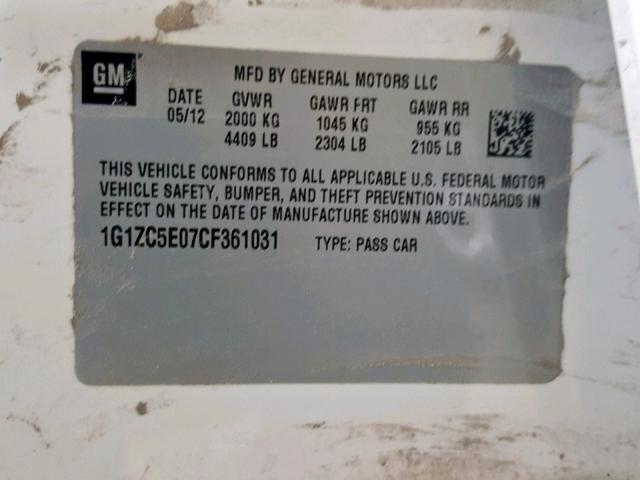 GM
MFD BY GENERAL MOTORS LLC
DATE GVWR GAWR FRT GAWR RR
05/12 2000 KG 1045 KG 955 KG
4409 LB 2304 LB 2105 LB
THIS VEHICLE CONFORMS TO ALL APPLICABLE U.S. FEDERAL MOTOR
VEHICLE SAFETY, BUMPER, AND THEFT PREVENTION STANDARDS IN
EFFECT ON THE DATE OF MANUFACTURE SHOWN ABOVE.
1G1ZC5E07CF361031 TYPE: PASS CAR